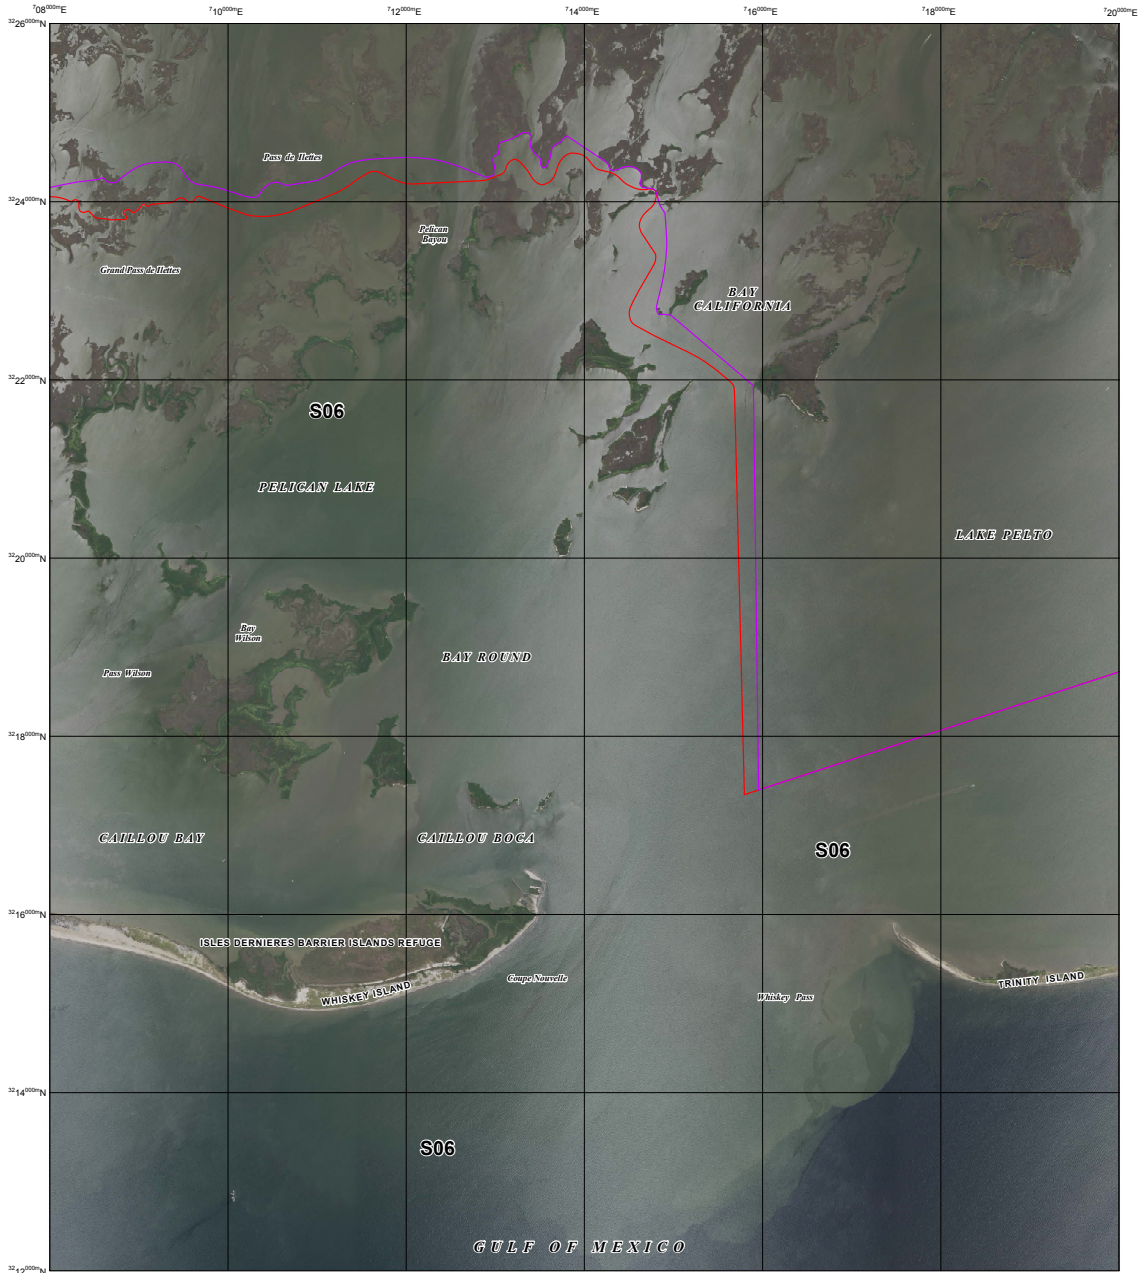 708000mE 710000mE 712000mE 714000mE 716000mE 718000mE 720000mE
3226000mN
Pass de Ilettes
3224000mN
Pelican
Bayou
Grand Pass de Ilettes
BAY
CALIFORNIA
3222000mN
S06
PELICAN LAKE
LAKE PELTO
3220000mN
Bay
Wilson
BAY ROUND
Pass Wilson
3218000mN
CAILLOU BAY
CAILLOU BOCA
S06
3216000mN
ISLES DERNIERES BARRIER ISLANDS REFUGE
Coupe Nouvelle
TRINITY ISLAND
WHISKEY ISLAND
Whiskey Pass
3214000mN
S06
GULF OF MEXICO
3212000mN